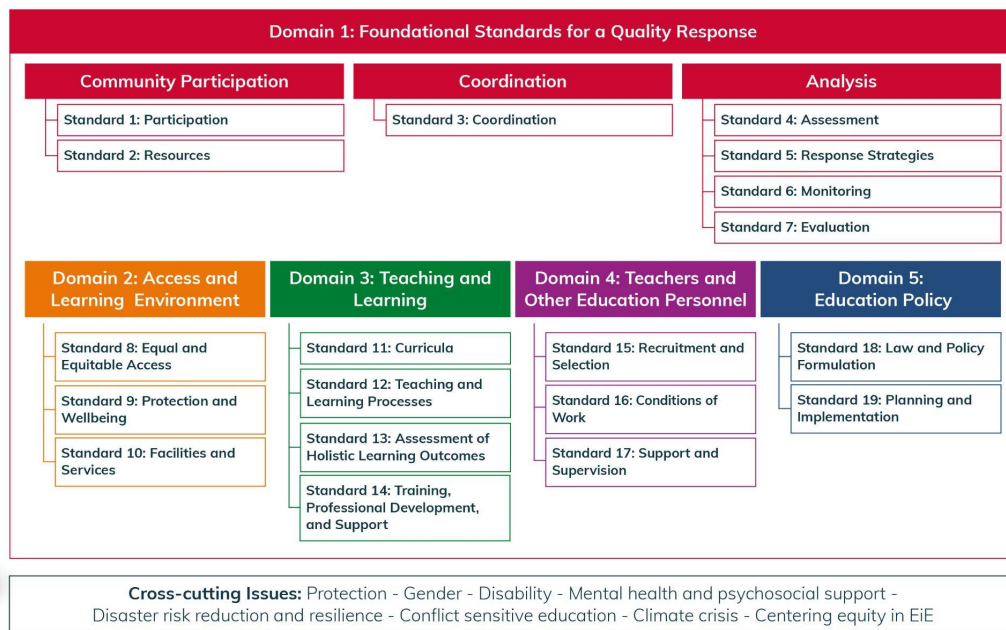 Domain 1: Foundational Standards for a Quality Response
Community Participation
Standard 1: Participation
Standard 2: Resources
Coordination
Standard 3: Coordination
Analysis
Standard 4: Assessment
Standard 5: Response Strategies
Standard 6: Monitoring
Standard 7: Evaluation
Domain 2: Access and
Learning Environment
Standard 8: Equal and
Equitable Access
Standard 9: Protection and
Wellbeing
Standard 10: Facilities and
Services
Domain 3: Teaching and
Learning
Standard 11: Curricula
Standard 12: Teaching and
Learning Processes
Standard 13: Assessment of
Holistic Learning Outcomes
Standard 14: Training,
Professional Development,
and Support
Domain 4: Teachers and
Other Education Personnel
Standard 15: Recruitment and
Selection
Standard 16: Conditions of
Work
Standard 17: Support and
Supervision
Domain 5:
Education Policy
Standard 18: Law and Policy
Formulation
Standard 19: Planning and
Implementation
Cross-cutting Issues: Protection - Gender - Disability - Mental health and psychosocial support -
Disaster risk reduction and resilience - Conflict sensitive education - Climate crisis - Centering equity in EiE